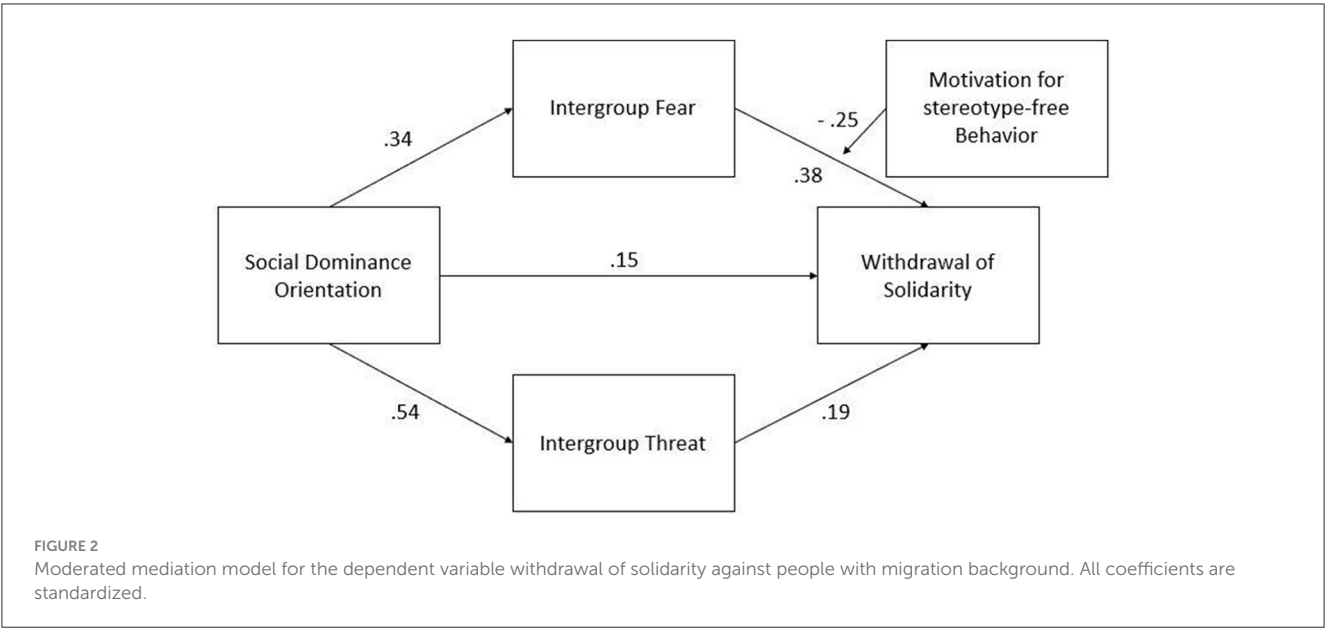 Intergroup Fear
Motivation for
stereotype-free
Behavior
- .25
.34
.38
Social Dominance
Orientation
.15
Withdrawal of
Solidarity
.54
Intergroup Threat
.19
FIGURE 2
Moderated mediation model for the dependent variable withdrawal of solidarity against people with migration background. All coefficients are
standardized.